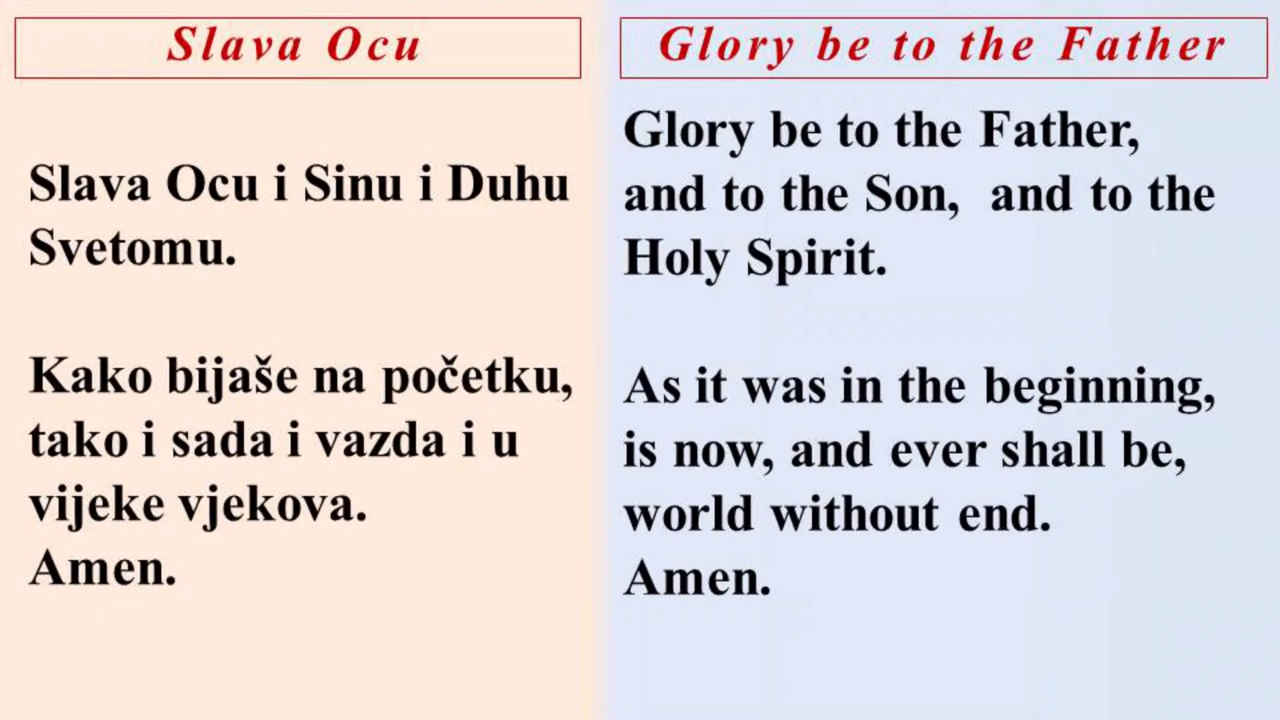 Slava Ocu
Slava Ocu i Sinu i Duhu
Svetomu.
Kako bijaše na početku,
tako i sada i vazda i u
vijeke vjekova.
Amen.
Glory be to the Father
Glory be to the Father,
and to the Son,  and to the
Holy Spirit.
As it was in the beginning,
is now, and ever shall be,
world without end.
Amen.